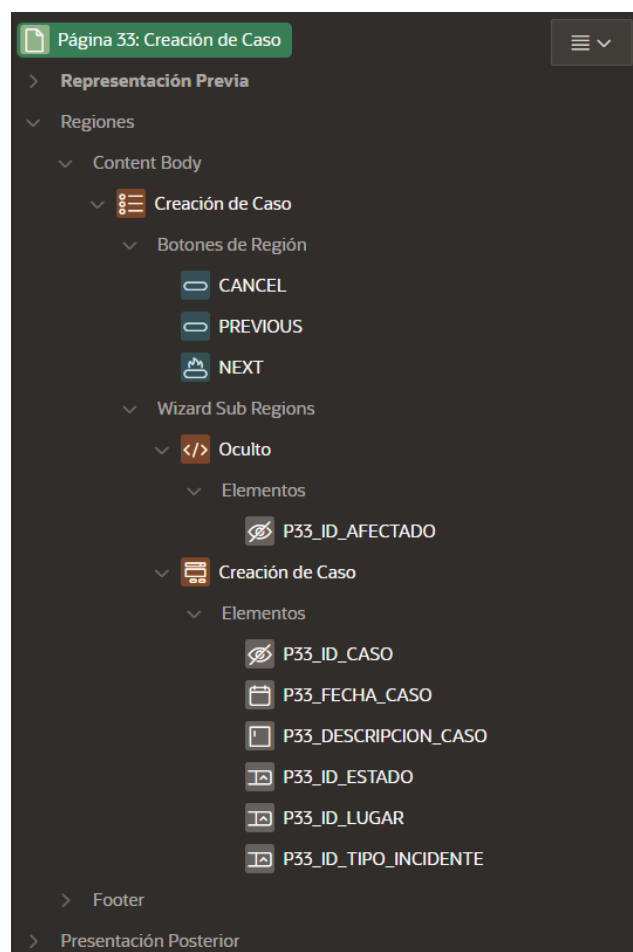 Página 33: Creación de Caso
Representación Previa
Regiones
Content Body
Creación de Caso
Botones de Región
CANCEL
PREVIOUS
NEXT
Wizard Sub Regions
Oculto
Elementos
P33_ID_AFECTADO
Creación de Caso
Elementos
P33_ID_CASO
P33_FECHA_CASO
P33_DESCRIPCION_CASO
P33_ID_ESTADO
P33_ID_LUGAR
P33_ID_TIPO_INCIDENTE
Footer
Presentación Posterior